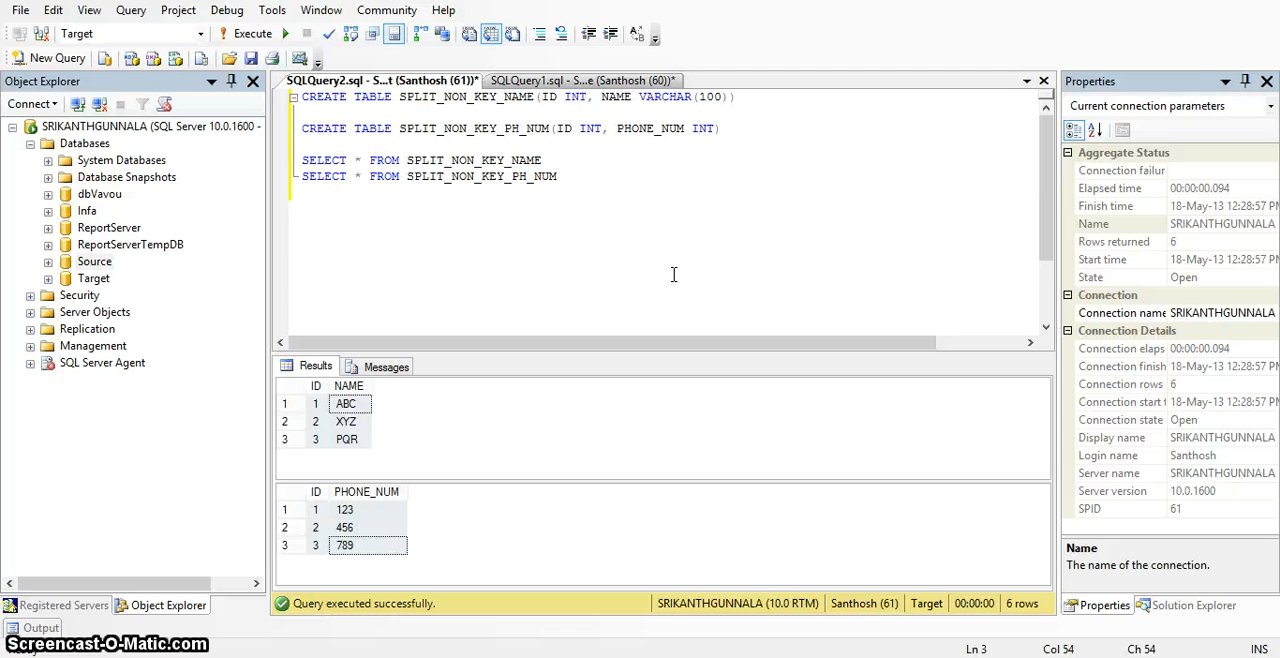 File Edit View Query Project Debug Tools Window Community Help
Target Execute
New Query
Object Explorer
Connect
SRIKANTHGUNNALA (SQL Server 10.0.1600 -
Databases
System Databases
Database Snapshots
dbVavou
Infa
ReportServer
ReportServerTempDB
Source
Target
Security
Server Objects
Replication
Management
SQL Server Agent
Registered Servers Object Explorer
Output
SQLQuery2.sql - S...t (Santhosh (61))* SQLQuery1.sql - S...e (Santhosh (60))*
CREATE TABLE SPLIT_NON_KEY_NAME(ID INT, NAME VARCHAR(100))
CREATE TABLE SPLIT_NON_KEY_PH_NUM(ID INT, PHONE_NUM INT)
SELECT * FROM SPLIT_NON_KEY_NAME
SELECT * FROM SPLIT_NON_KEY_PH_NUM
Results Messages
ID NAME
1 1 ABC
2 2 XYZ
3 3 PQR
ID PHONE_NUM
1 1 123
2 2 456
3 3 789
Query executed successfully. SRIKANTHGUNNALA (10.0 RTM) Santhosh (61) Target 00:00:00 6 rows
Properties
Current connection parameters
Aggregate Status
Connection failur
Elapsed time 00:00:00.094
Finish time 18-May-13 12:28:57 PM
Name SRIKANTHGUNNALA
Rows returned 6
Start time 18-May-13 12:28:57 PM
State Open
Connection
Connection name SRIKANTHGUNNALA
Connection Details
Connection elaps 00:00:00.094
Connection finish 18-May-13 12:28:57 PM
Connection rows 6
Connection start t 18-May-13 12:28:57 PM
Connection state Open
Display name SRIKANTHGUNNALA
Login name Santhosh
Server name SRIKANTHGUNNALA
Server version 10.0.1600
SPID 61
Name
The name of the connection.
Properties Solution Explorer
Screencast-O-Matic.com
Ln 3 Col 54 Ch 54 INS